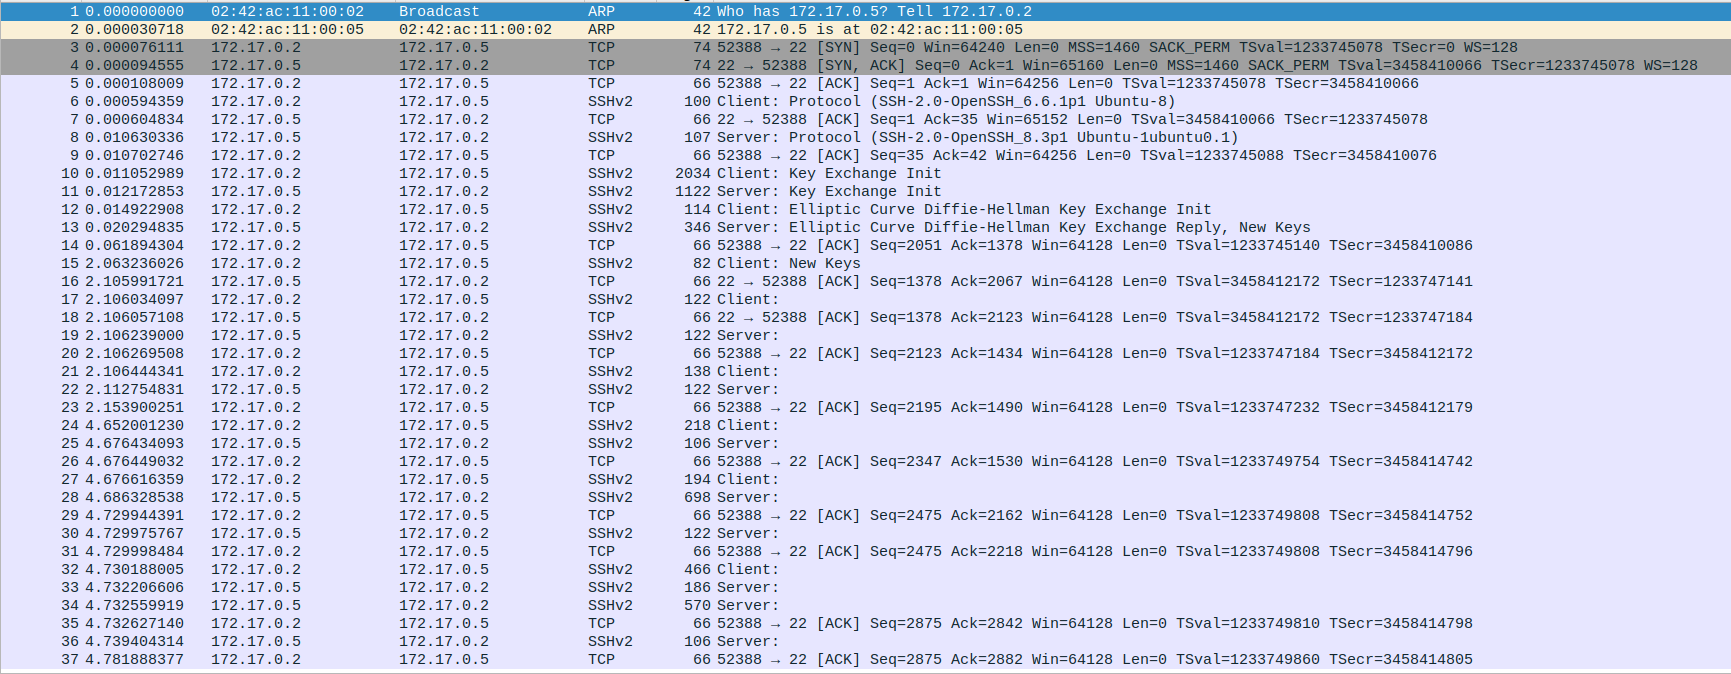 1 0.000000000 02:42:ac:11:00:02 Broadcast ARP 42 Who has 172.17.0.5? Tell 172.17.0.2
2 0.000030718 02:42:ac:11:00:05 02:42:ac:11:00:02 ARP 42 172.17.0.5 is at 02:42:ac:11:00:05
3 0.000076111 172.17.0.2 172.17.0.5 TCP 74 52388 → 22 [SYN] Seq=0 Win=64240 Len=0 MSS=1460 SACK_PERM TSval=1233745078 TSecr=0 WS=128
4 0.000094555 172.17.0.5 172.17.0.2 TCP 74 22 → 52388 [SYN, ACK] Seq=0 Ack=1 Win=65160 Len=0 MSS=1460 SACK_PERM TSval=3458410066 TSecr=1233745078 WS=128
5 0.000108009 172.17.0.2 172.17.0.5 TCP 66 52388 → 22 [ACK] Seq=1 Ack=1 Win=64256 Len=0 TSval=1233745078 TSecr=3458410066
6 0.000594359 172.17.0.2 172.17.0.5 SSHv2 100 Client: Protocol (SSH-2.0-OpenSSH_6.6.1p1 Ubuntu-8)
7 0.000604834 172.17.0.5 172.17.0.2 TCP 66 22 → 52388 [ACK] Seq=1 Ack=35 Win=65152 Len=0 TSval=3458410066 TSecr=1233745078
8 0.010630336 172.17.0.5 172.17.0.2 SSHv2 107 Server: Protocol (SSH-2.0-OpenSSH_8.3p1 Ubuntu-1ubuntu0.1)
9 0.010702746 172.17.0.2 172.17.0.5 TCP 66 52388 → 22 [ACK] Seq=35 Ack=42 Win=64256 Len=0 TSval=1233745088 TSecr=3458410076
10 0.011052989 172.17.0.2 172.17.0.5 SSHv2 2034 Client: Key Exchange Init
11 0.012172853 172.17.0.5 172.17.0.2 SSHv2 1122 Server: Key Exchange Init
12 0.014922908 172.17.0.2 172.17.0.5 SSHv2 114 Client: Elliptic Curve Diffie-Hellman Key Exchange Init
13 0.020294835 172.17.0.5 172.17.0.2 SSHv2 346 Server: Elliptic Curve Diffie-Hellman Key Exchange Reply, New Keys
14 0.061894304 172.17.0.2 172.17.0.5 TCP 66 52388 → 22 [ACK] Seq=2051 Ack=1378 Win=64128 Len=0 TSval=1233745140 TSecr=3458410086
15 2.063236026 172.17.0.2 172.17.0.5 SSHv2 82 Client: New Keys
16 2.105991721 172.17.0.5 172.17.0.2 TCP 66 22 → 52388 [ACK] Seq=1378 Ack=2067 Win=64128 Len=0 TSval=3458412172 TSecr=1233747141
17 2.106034097 172.17.0.2 172.17.0.5 SSHv2 122 Client:
18 2.106057108 172.17.0.5 172.17.0.2 TCP 66 22 → 52388 [ACK] Seq=1378 Ack=2123 Win=64128 Len=0 TSval=3458412172 TSecr=1233747184
19 2.106239000 172.17.0.5 172.17.0.2 SSHv2 122 Server:
20 2.106269508 172.17.0.2 172.17.0.5 TCP 66 52388 → 22 [ACK] Seq=2123 Ack=1434 Win=64128 Len=0 TSval=1233747184 TSecr=3458412172
21 2.106444341 172.17.0.2 172.17.0.5 SSHv2 138 Client:
22 2.112754831 172.17.0.5 172.17.0.2 SSHv2 122 Server:
23 2.153900251 172.17.0.2 172.17.0.5 TCP 66 52388 → 22 [ACK] Seq=2195 Ack=1490 Win=64128 Len=0 TSval=1233747232 TSecr=3458412179
24 4.652001230 172.17.0.2 172.17.0.5 SSHv2 218 Client:
25 4.676434093 172.17.0.5 172.17.0.2 SSHv2 106 Server:
26 4.676449032 172.17.0.2 172.17.0.5 TCP 66 52388 → 22 [ACK] Seq=2347 Ack=1530 Win=64128 Len=0 TSval=1233749754 TSecr=3458414742
27 4.676616359 172.17.0.2 172.17.0.5 SSHv2 194 Client:
28 4.686328538 172.17.0.5 172.17.0.2 SSHv2 698 Server:
29 4.729944391 172.17.0.2 172.17.0.5 TCP 66 52388 → 22 [ACK] Seq=2475 Ack=2162 Win=64128 Len=0 TSval=1233749808 TSecr=3458414752
30 4.729975767 172.17.0.5 172.17.0.2 SSHv2 122 Server:
31 4.729998484 172.17.0.2 172.17.0.5 TCP 66 52388 → 22 [ACK] Seq=2475 Ack=2218 Win=64128 Len=0 TSval=1233749808 TSecr=3458414796
32 4.730188005 172.17.0.2 172.17.0.5 SSHv2 466 Client:
33 4.732206606 172.17.0.5 172.17.0.2 SSHv2 186 Server:
34 4.732559919 172.17.0.5 172.17.0.2 SSHv2 570 Server:
35 4.732627140 172.17.0.2 172.17.0.5 TCP 66 52388 → 22 [ACK] Seq=2875 Ack=2842 Win=64128 Len=0 TSval=1233749810 TSecr=3458414798
36 4.739404314 172.17.0.5 172.17.0.2 SSHv2 106 Server:
37 4.781888377 172.17.0.2 172.17.0.5 TCP 66 52388 → 22 [ACK] Seq=2875 Ack=2882 Win=64128 Len=0 TSval=1233749860 TSecr=3458414805